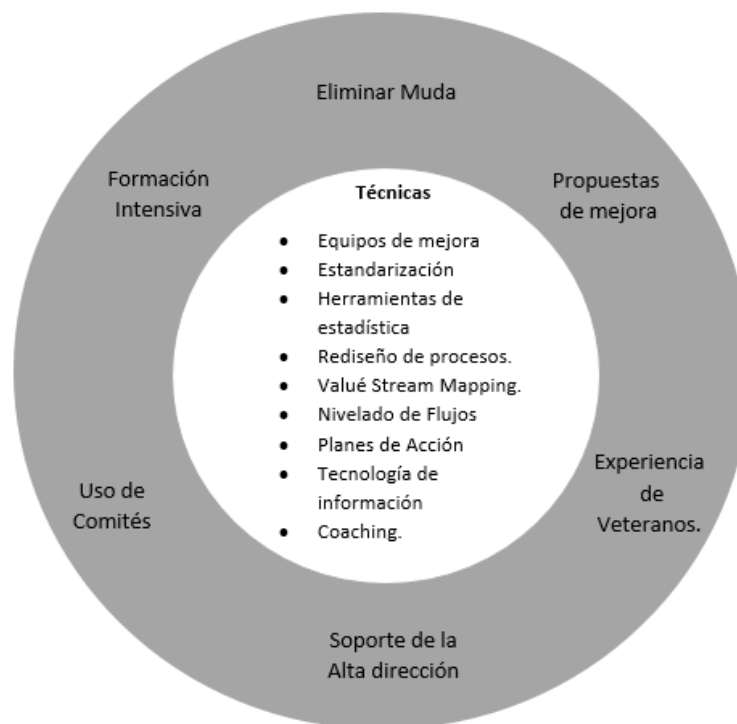 Eliminar Muda
Formación
Intensiva
Propuestas
de mejora
Técnicas
• Equipos de mejora
• Estandarización
• Herramientas de
estadística
• Rediseño de procesos.
• Valué Stream Mapping.
• Nivelado de Flujos
• Planes de Acción
• Tecnología de
información
• Coaching.
Uso de
Comités
Experiencia
de
Veteranos.
Soporte de la
Alta dirección